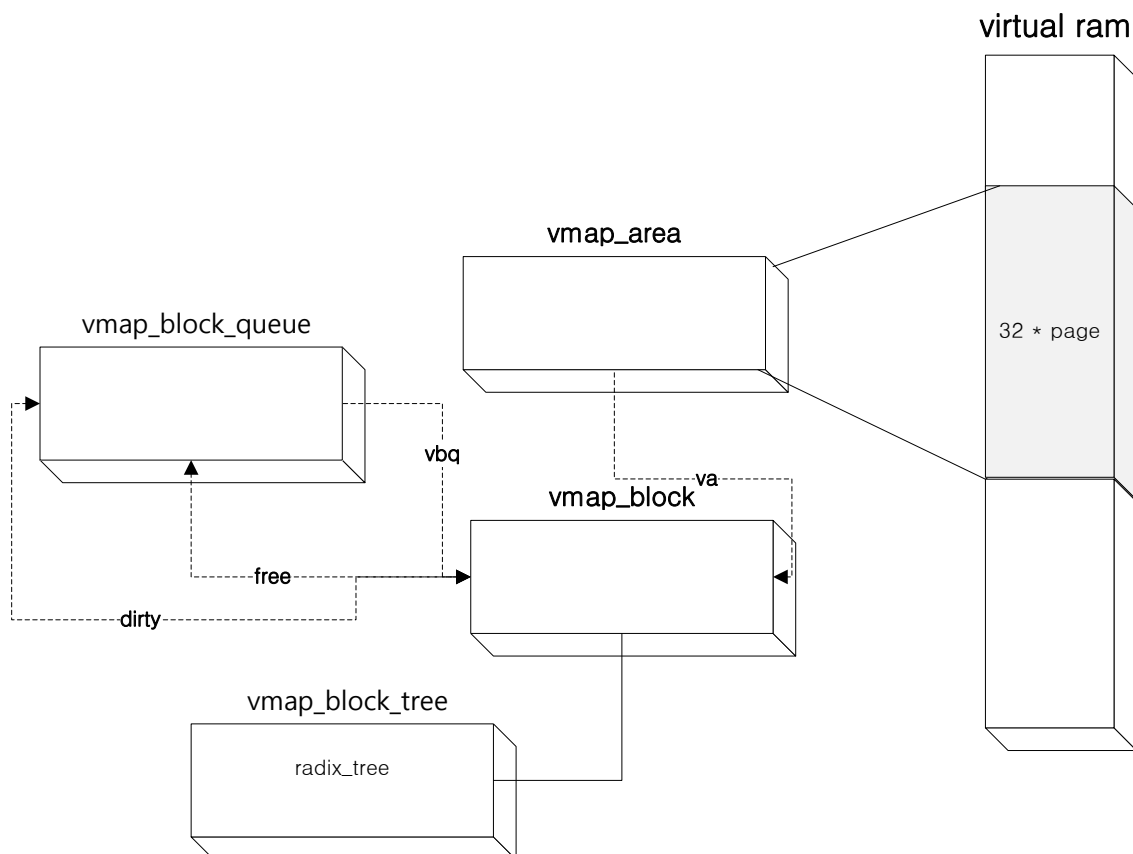 virtual ram
vmap_area
32 * page
vmap_block_queue
vbq
va
vmap_block
free
dirty
vmap_block_tree
radix_tree